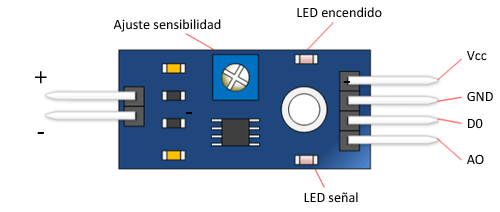 LED encendido
Ajuste sensibilidad
Vcc
+
GND
D0
-
AO
LED señal